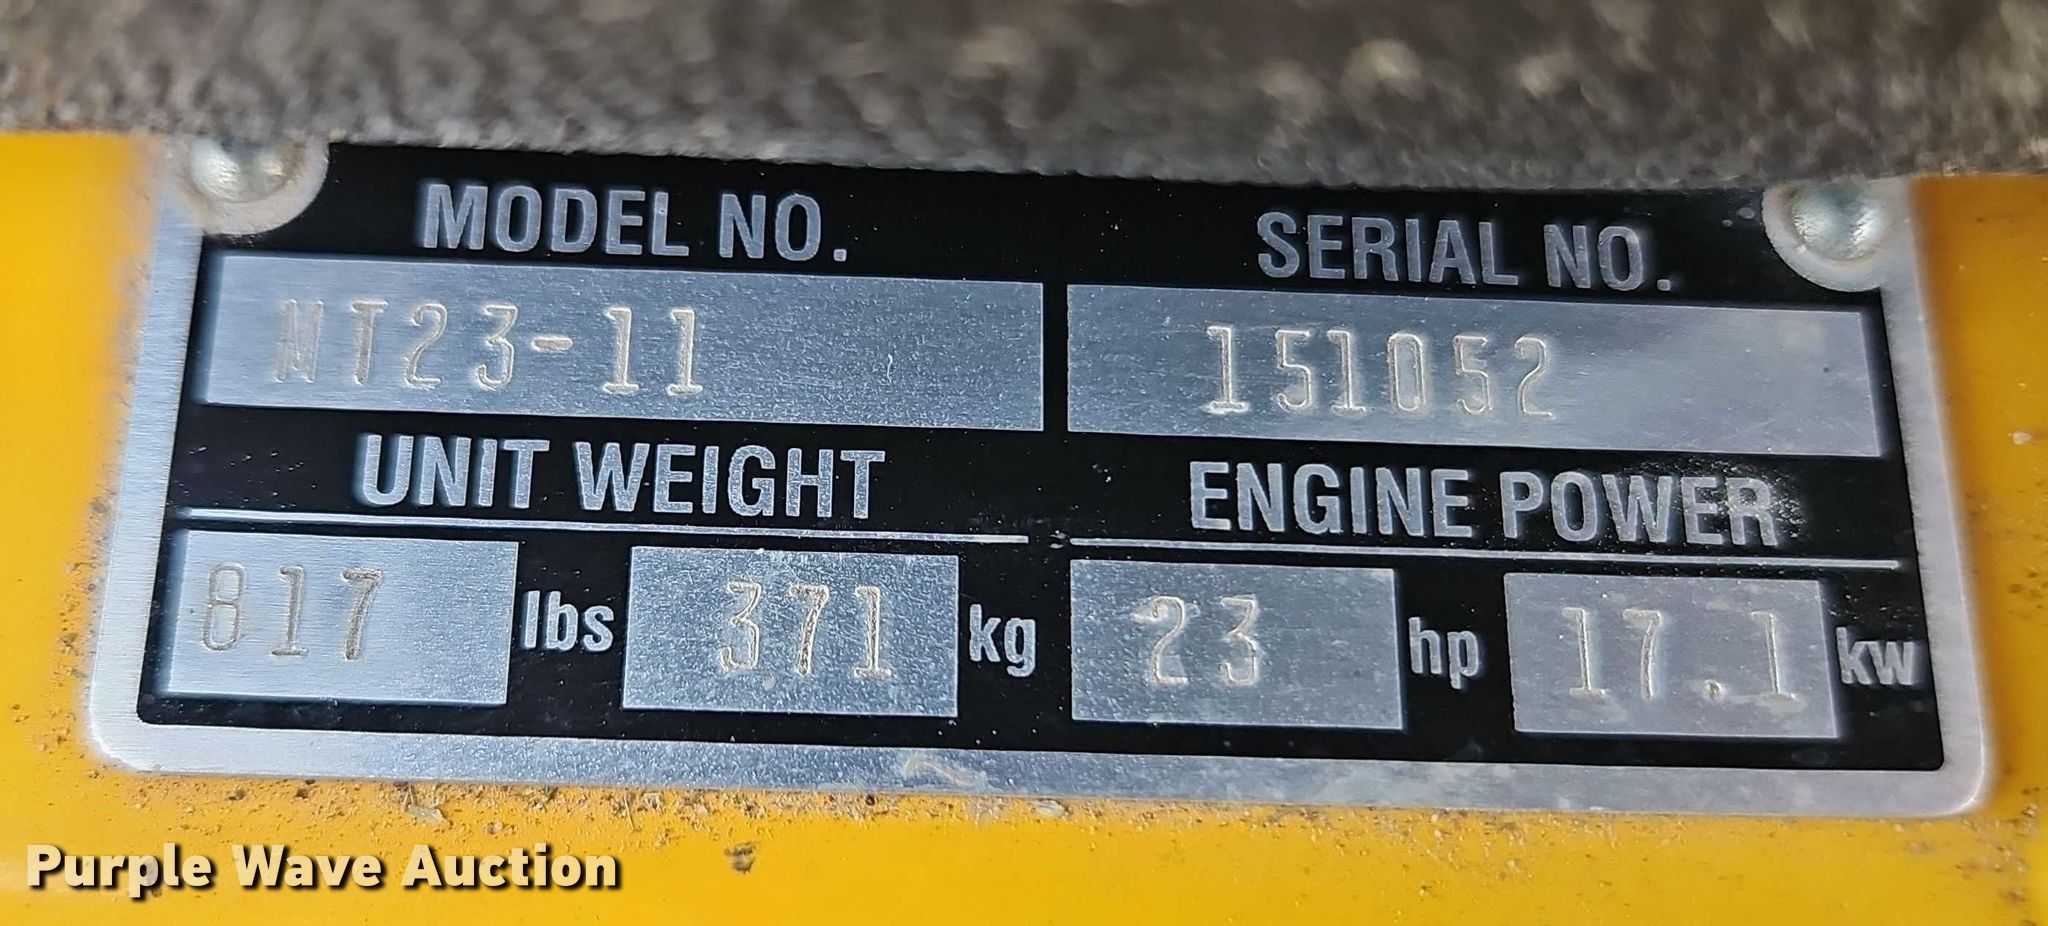 MODEL NO. SERIAL NO.
MT23-11 151052
UNIT WEIGHT ENGINE POWER
817 lbs 371 kg 23 hp 17.1 kw
Purple Wave Auction